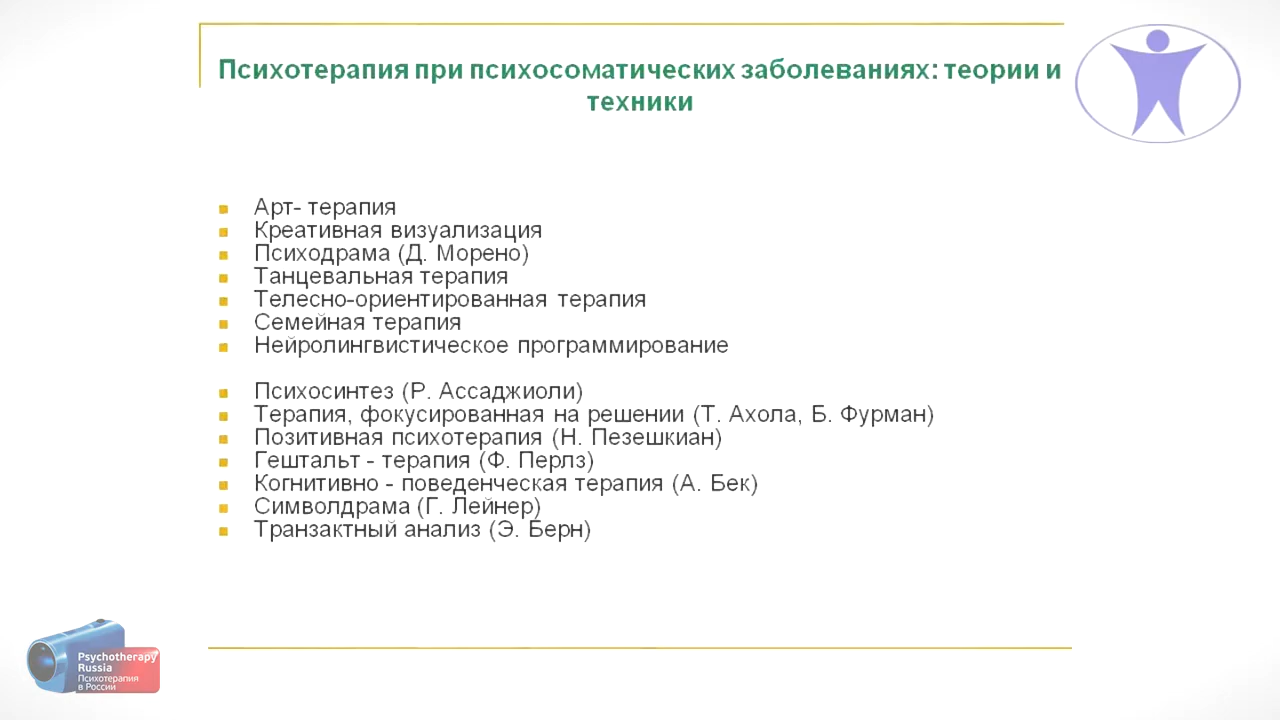 Психотерапия при психосоматических заболеваниях: теории и
техники
Арт- терапия
Креативная визуализация
Психодрама (Д. Морено)
Танцевальная терапия
Телесно-ориентированная терапия
Семейная терапия
Нейролингвистическое программирование
Психосинтез (Р. Ассаджиоли)
Терапия, фокусированная на решении (Т. Ахола, Б. Фурман)
Позитивная психотерапия (Н. Пезешкиан)
Гештальт - терапия (Ф. Перлз)
Когнитивно - поведенческая терапия (А. Бек)
Символдрама (Г. Лейнер)
Транзактный анализ (Э. Берн)
Psychotherapy
Russia
Психотерапия
в России